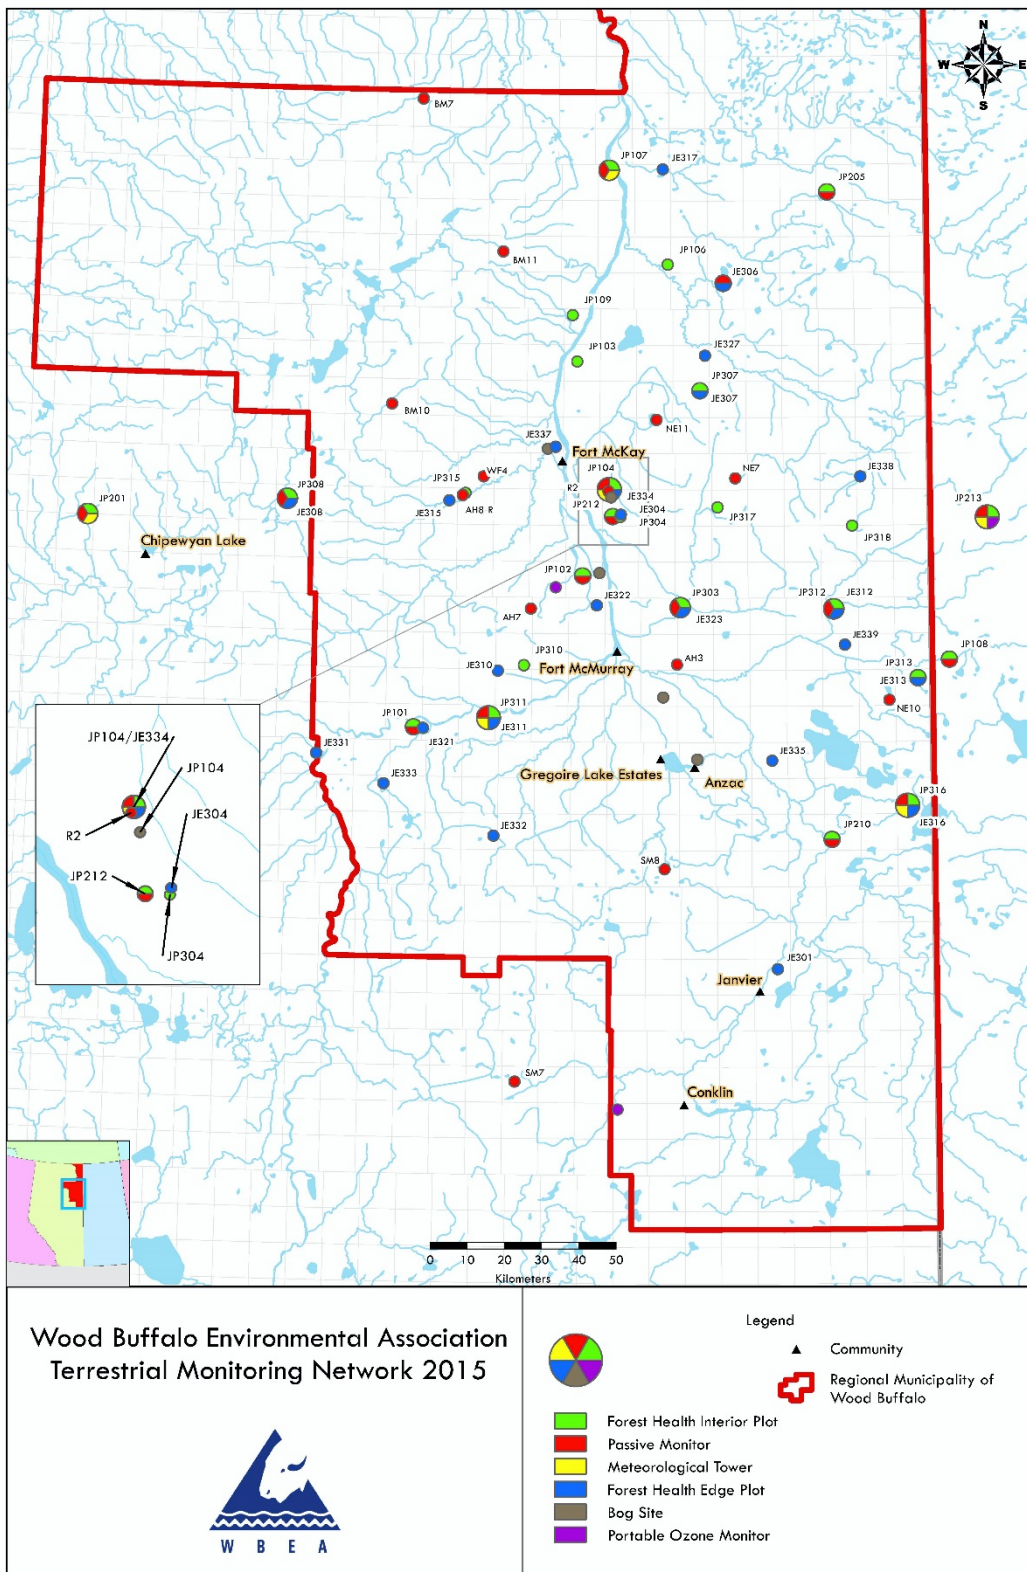 N
W E
S
BM7
JP107
JE317
JP205
BM11
JP106
JE306
JP109
JP103
JE327
JP307
JE307
BM10
NE11
JE337
Fort McKay
JP104
WF4
JP315
R2
JE334
NE7
JE338
JP308
JP201
JE315
AH8 R
JP212
JE304
JP304
JP317
JP213
JE308
JP318
Chipewyan Lake
JP102
JE322
JP303
JE323
JP312
JE312
AH7
JE339
JP310
JE310
Fort McMurray
AH3
JP108
JP313
JE313
NE10
JP311
JE311
JP101
JE321
JP104/JE334
JE331
JP104
JE333
Gregoire Lake Estates
Anzac
JE335
JP316
JE316
JE304
R2
JE332
JP210
JP212
SM8
JP304
JE301
Janvier
SM7
Conklin
0 10 20 30 40 50
Kilometers
Wood Buffalo Environmental Association
Terrestrial Monitoring Network 2015
W B E A
Legend
Community
Regional Municipality of
Wood Buffalo
Forest Health Interior Plot
Passive Monitor
Meteorological Tower
Forest Health Edge Plot
Bog Site
Portable Ozone Monitor